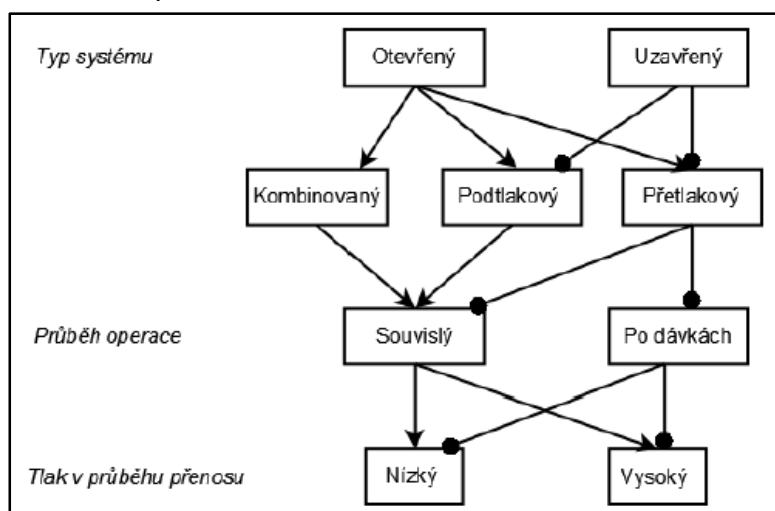 Typ systému
Otevřený
Uzavřený
Kombinovaný
Podtlakový
Přetlakový
Průběh operace
Souvislý
Po dávkách
Tlak v průběhu přenosu
Nízký
Vysoký